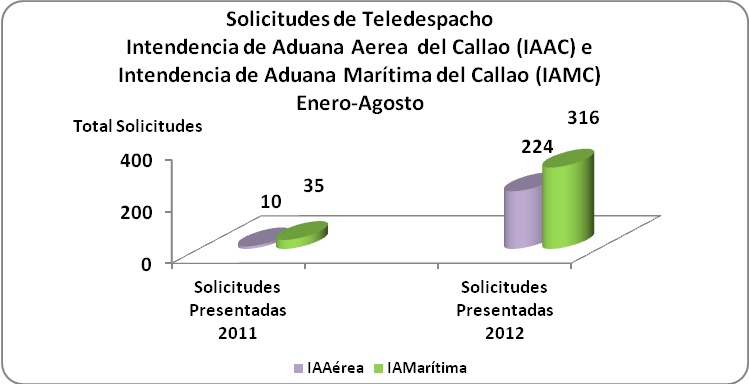 Solicitudes de Teledespacho
Intendencia de Aduana Aerea del Callao (IAAC) e
Intendencia de Aduana Marítima del Callao (IAMC)
Enero-Agosto
Total Solicitudes
400
200
0
10
35
224
316
Solicitudes
Presentadas
2011
Solicitudes
Presentadas
2012
IAAérea
IAMarítima